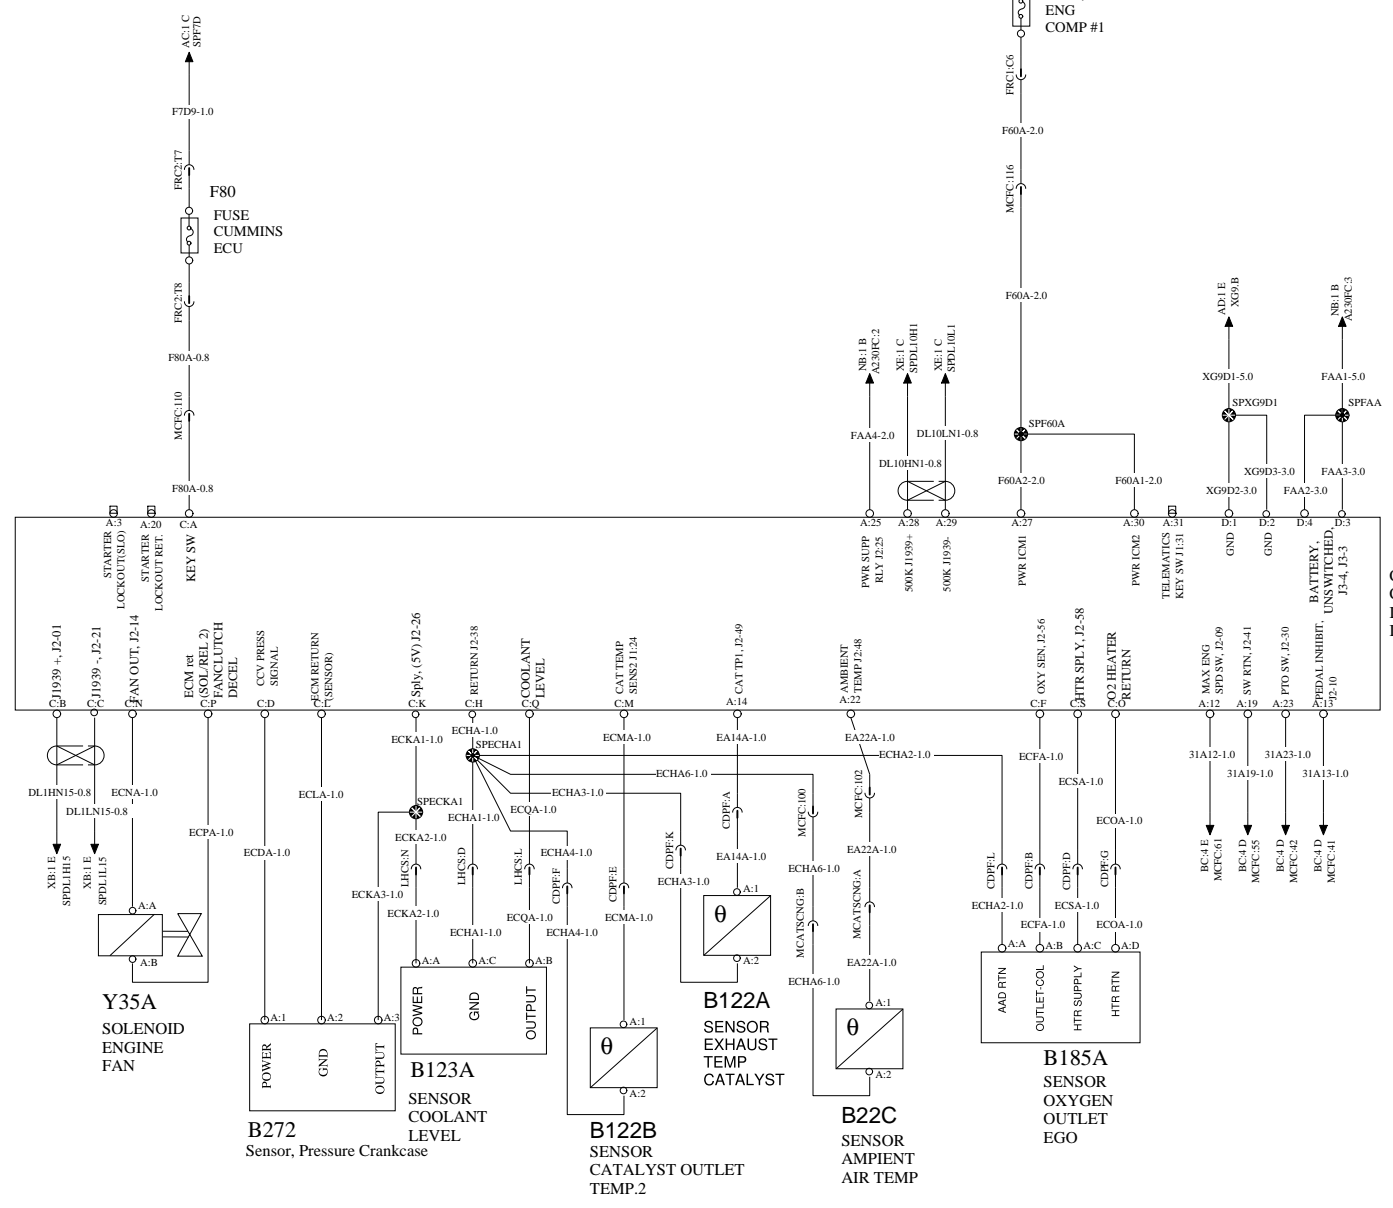 AC:1 C
SPF7D
F7D9-1.0
FRC2:T7
F80
FUSE
CUMMINS
ECU
FRC2:T8
F80A-0.8
MCFC:110
F80A-0.8
ENG
COMP #1
FRC1:C6
F60A-2.0
MCFC:116
F60A-2.0
SPF60A
F60A2-2.0
F60A1-2.0
NB:1 B
A230FC:2
FAA4-2.0
XE:1 C
SPDL10H1
DL10HN1-0.8
XE:1 C
SPDL10L1
DL10LN1-0.8
AD:1 E
XG9.B
XG9D1-5.0
SPXG9D1
XG9D2-3.0
XG9D3-3.0
NB:1 B
A230FC:3
FAA1-5.0
SPFAA
FAA2-3.0
FAA3-3.0
A:3
STARTER
LOCKOUT(SLO)
A:20
STARTER
LOCKOUT RET.
C:A
KEY SW
A:25
PWR SUPP
RLY J2:25
A:28
500K J1939+
A:29
500K J1939-
A:27
PWR ICM1
A:30
PWR ICM2
A:31
TELEMATICS
KEY SW J1:31
D:1
GND
D:2
GND
D:4
D:3
BATTERY,
UNSWITCHED,
J3-4, J3-3
J1939 +, J2-01
C:B
J1939 -, J2-21
C:C
FAN OUT, J2-14
C:N
ECM ret
(SOL/REL 2)
FANCLUTCH
DECEL
C:P
CCV PRESS
SIGNAL
C:D
ECM RETURN
(SENSOR)
C:L
Sply, (5V) J2-26
C:K
RETURN J2-38
C:H
COOLANT
LEVEL
C:Q
CAT TEMP
SENS2 J1:24
C:M
CAT TP1, J2-49
A:14
AMBIENT
TEMP J2:48
A:22
OXY SEN, J2-56
C:F
HTR SPLY, J2-58
C:S
O2 HEATER
RETURN
C:O
MAX ENG
SPD SW, J2-09
A:12
SW RTN, J2-41
A:19
PTO SW, J2-30
A:23
PEDAL INHIBIT,
J2-10
A:13
DL1HN15-0.8
XB:1 E
SPDL1H15
DL1LN15-0.8
XB:1 E
SPDL1L15
ECNA-1.0
ECPA-1.0
A:A
A:B
Y35A
SOLENOID
ENGINE
FAN
ECDA-1.0
ECLA-1.0
ECKA3-1.0
A:1
A:2
A:3
POWER
GND
OUTPUT
B272
Sensor, Pressure Crankcase
ECKA1-1.0
SPECKA1
ECKA2-1.0
LHCS:N
ECKA2-1.0
ECHA-1.0
SPECHA1
ECHA1-1.0
LHCS:D
ECHA1-1.0
ECQA-1.0
LHCS:L
ECQA-1.0
A:A
A:C
A:B
POWER
GND
OUTPUT
B123A
SENSOR
COOLANT
LEVEL
ECHA4-1.0
CDPF:F
ECHA4-1.0
ECMA-1.0
CDPF:E
ECMA-1.0
A:1
θ
A:2
B122B
SENSOR
CATALYST OUTLET
TEMP.2
ECHA6-1.0
ECHA3-1.0
CDPF:K
ECHA3-1.0
EA14A-1.0
CDPF:A
EA14A-1.0
A:1
θ
A:2
B122A
SENSOR
EXHAUST
TEMP
CATALYST
MCFC:100
ECHA6-1.0
MCATSCNG:B
ECHA6-1.0
EA22A-1.0
MCFC:102
EA22A-1.0
MCATSCNG:A
EA22A-1.0
A:1
θ
A:2
B22C
SENSOR
AMPIENT
AIR TEMP
ECHA2-1.0
CDPF:L
ECHA2-1.0
ECFA-1.0
CDPF:B
ECFA-1.0
ECSA-1.0
CDPF:D
ECSA-1.0
ECOA-1.0
CDPF:G
ECOA-1.0
A:A
A:B
A:C
A:D
AAD RTN
OUTLET-COL
HTR SUPPLY
HTR RTN
B185A
SENSOR
OXYGEN
OUTLET
EGO
31A12-1.0
BC:4 E
MCFC:61
31A19-1.0
BC:4 D
MCFC:55
31A23-1.0
BC:4 D
MCFC:42
31A13-1.0
BC:4 D
MCFC:41